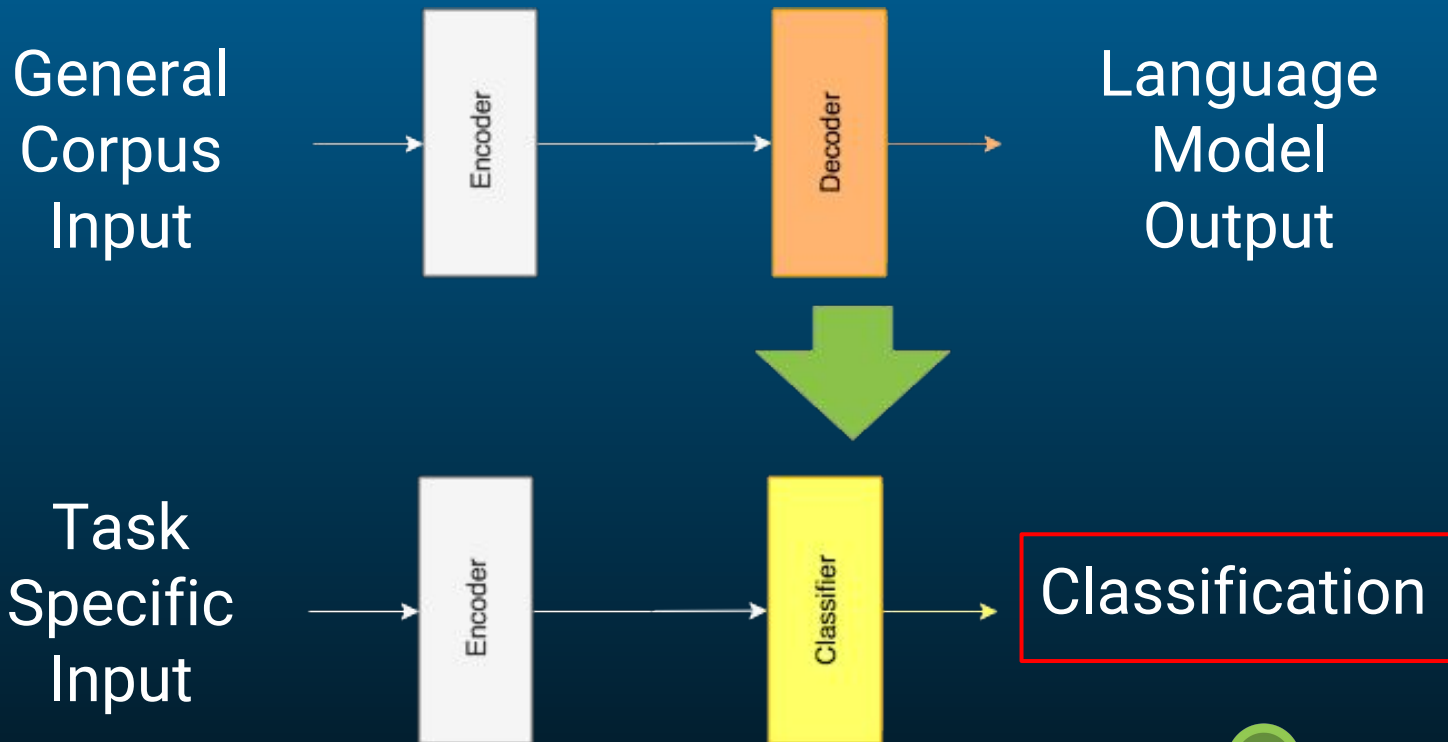 General
Corpus
Input
Encoder
Decoder
Language
Model
Output
Task
Specific
Input
Encoder
Classifier
Classification